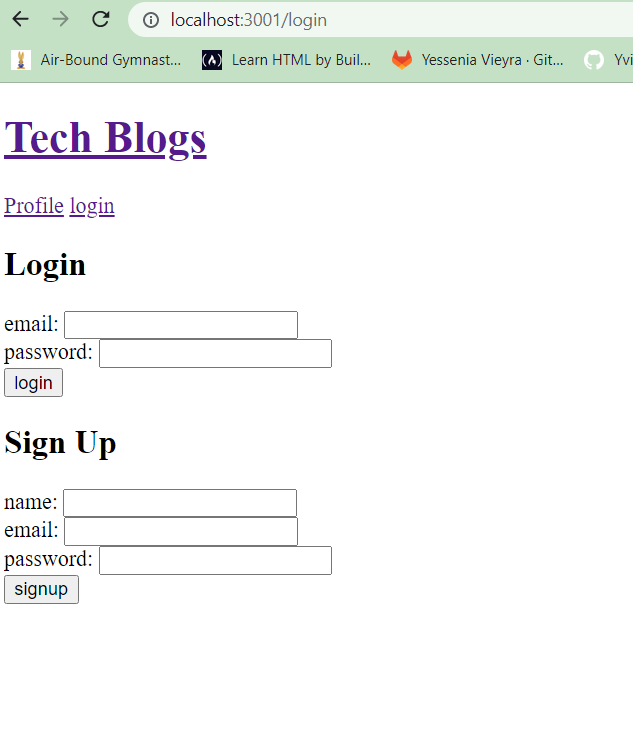 localhost:3001/login
Air-Bound Gymnast... Learn HTML by Buil... Yessenia Vieyra · Git... Yvi
Tech Blogs
Profile login
Login
email:
password:
login
Sign Up
name:
email:
password:
signup